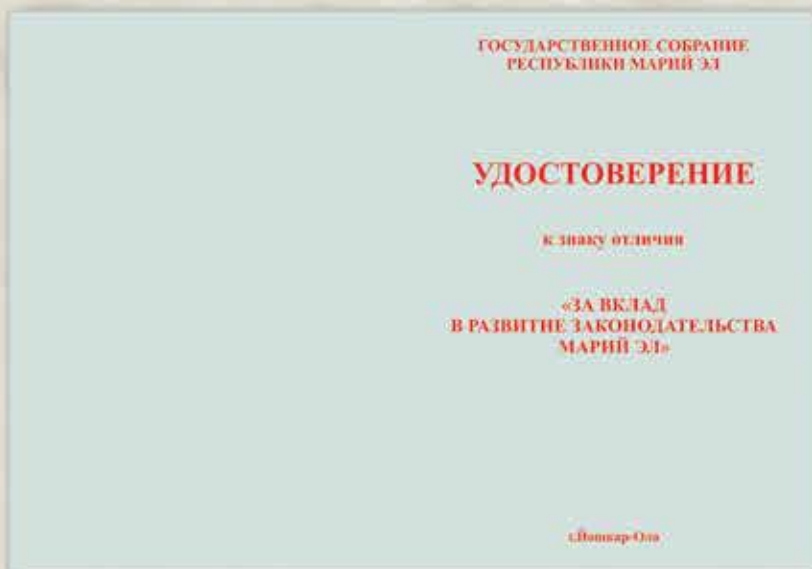 ГОСУДАРСТВЕННОЕ СОБРАНИЕ
РЕСПУБЛИКИ МАРИЙ ЭЛ
УДОСТОВЕРЕНИЕ
к знаку отличия
«ЗА ВКЛАД
В РАЗВИТИЕ ЗАКОНОДАТЕЛЬСТВА
МАРИЙ ЭЛ»
г.Йошкар-Ола